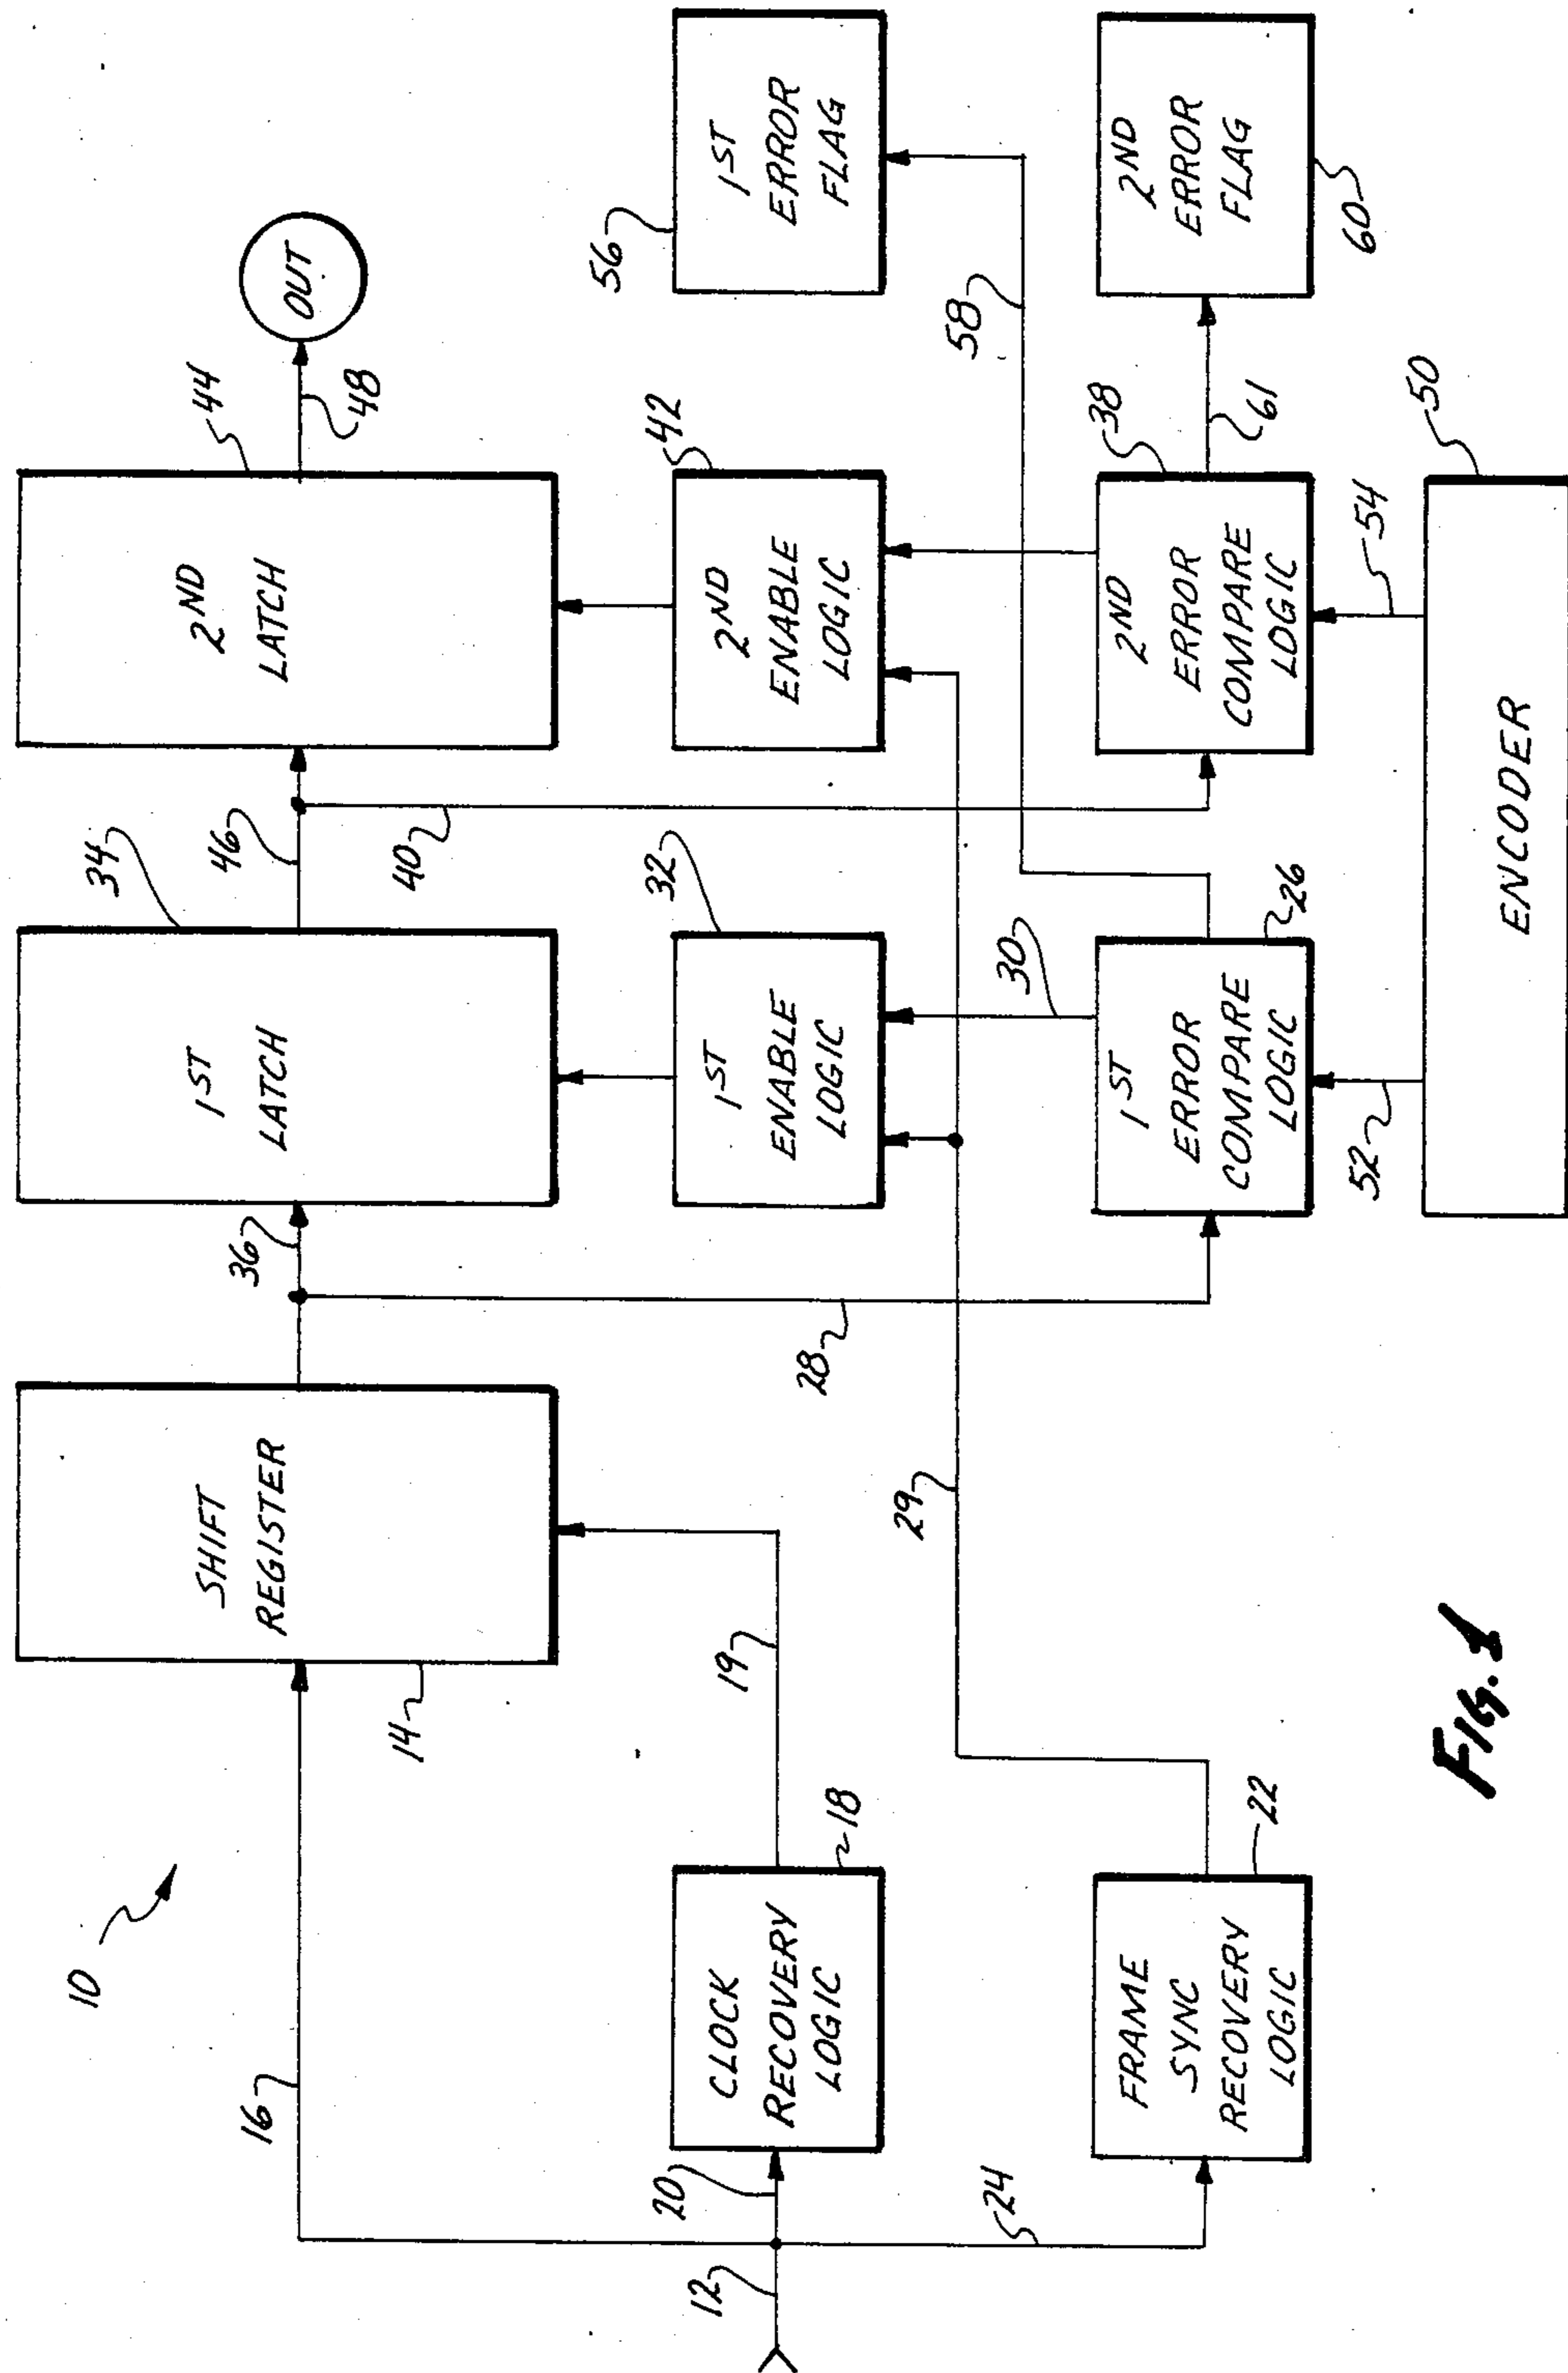 10
16
SHIFT
REGISTER
14
36
1ST
LATCH
34
46
2ND
LATCH
44
48
OUT
12
20
CLOCK
RECOVERY
LOGIC
18
19
28
1ST
ENABLE
LOGIC
32
40
2ND
ENABLE
LOGIC
42
56
1ST
ERROR
FLAG
24
FRAME
SYNC
RECOVERY
LOGIC
22
29
30
1ST
ERROR
COMPARE
LOGIC
26
58
2ND
ERROR
COMPARE
LOGIC
38
61
2ND
ERROR
FLAG
60
52
54
ENCODER
50
FIG. 1